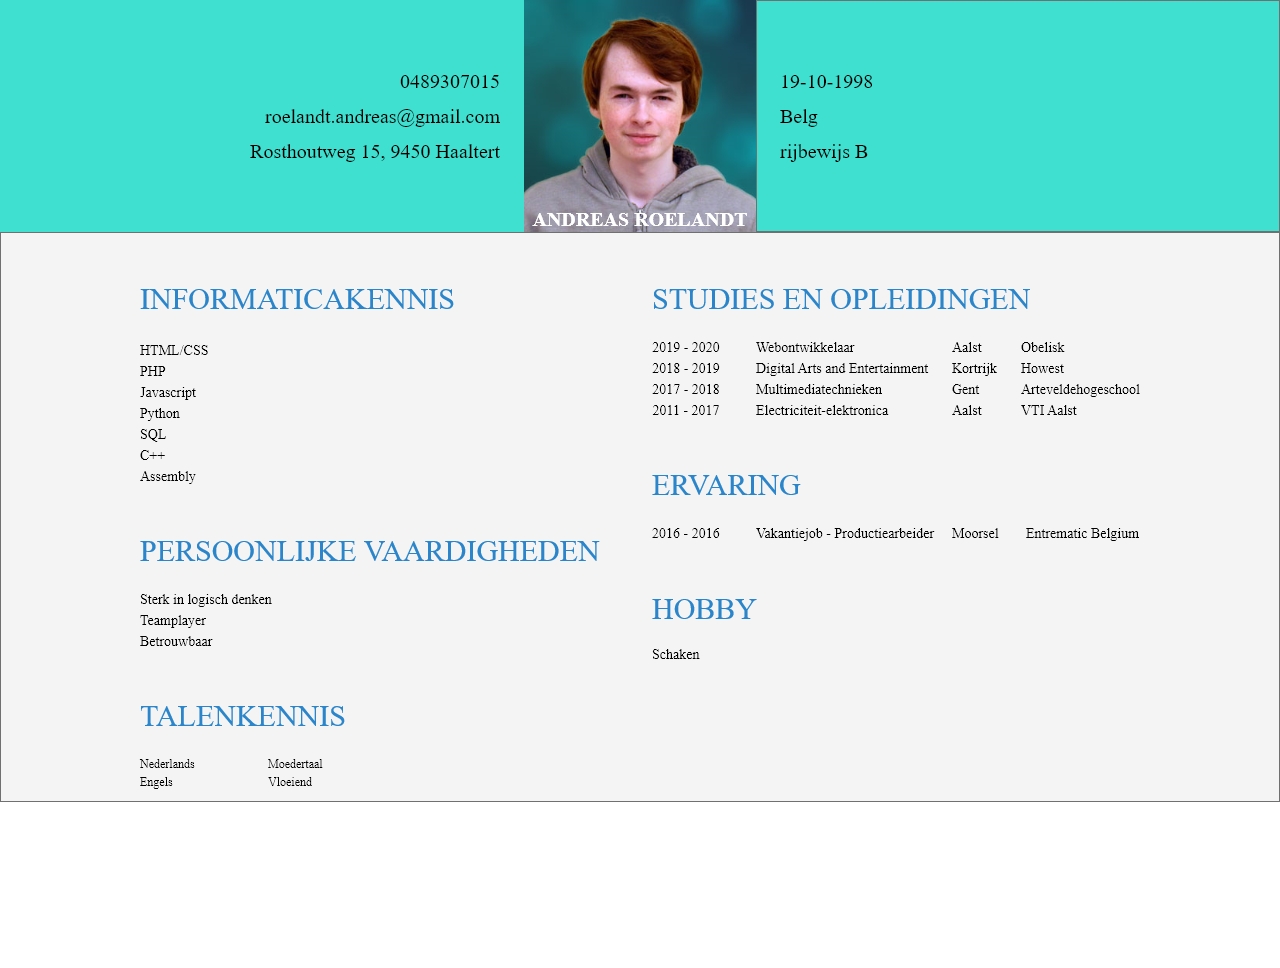 0489307015
roelandt.andreas@gmail.com
Rosthoutweg 15, 9450 Haaltert
ANDREAS ROELANDT
19-10-1998
Belg
rijbewijs B
INFORMATICAKENNIS
HTML/CSS
PHP
Javascript
Python
SQL
C++
Assembly
PERSOONLIJKE VAARDIGHEDEN
Sterk in logisch denken
Teamplayer
Betrouwbaar
TALENKENNIS
Nederlands Moedertaal
Engels Vloeiend
STUDIES EN OPLEIDINGEN
2019 - 2020 Webontwikkelaar Aalst Obelisk
2018 - 2019 Digital Arts and Entertainment Kortrijk Howest
2017 - 2018 Multimediatechnieken Gent Arteveldehogeschool
2011 - 2017 Electriciteit-elektronica Aalst VTI Aalst
ERVARING
2016 - 2016 Vakantiejob - Productiearbeider Moorsel Entrematic Belgium
HOBBY
Schaken